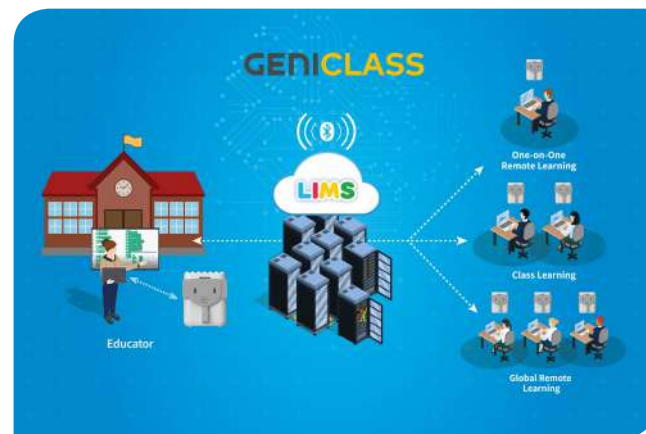 GENICLASS
LIMS
One-on-One
Remote Learning
Class Learning
Educator
Global Remote
Learning